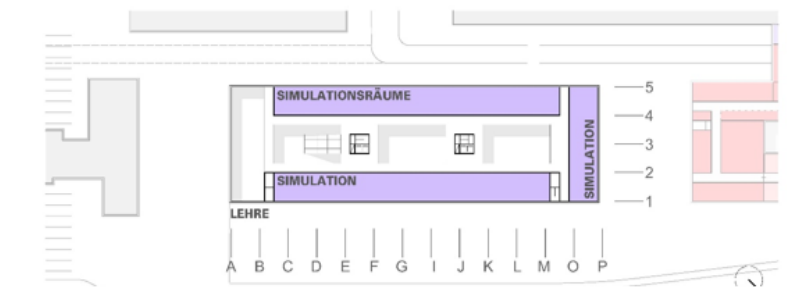 SIMULATIONSRÄUME
SIMULATION
SIMULATION
LEHRE
5
4
3
2
1
A B C D E F G I J K L M O P